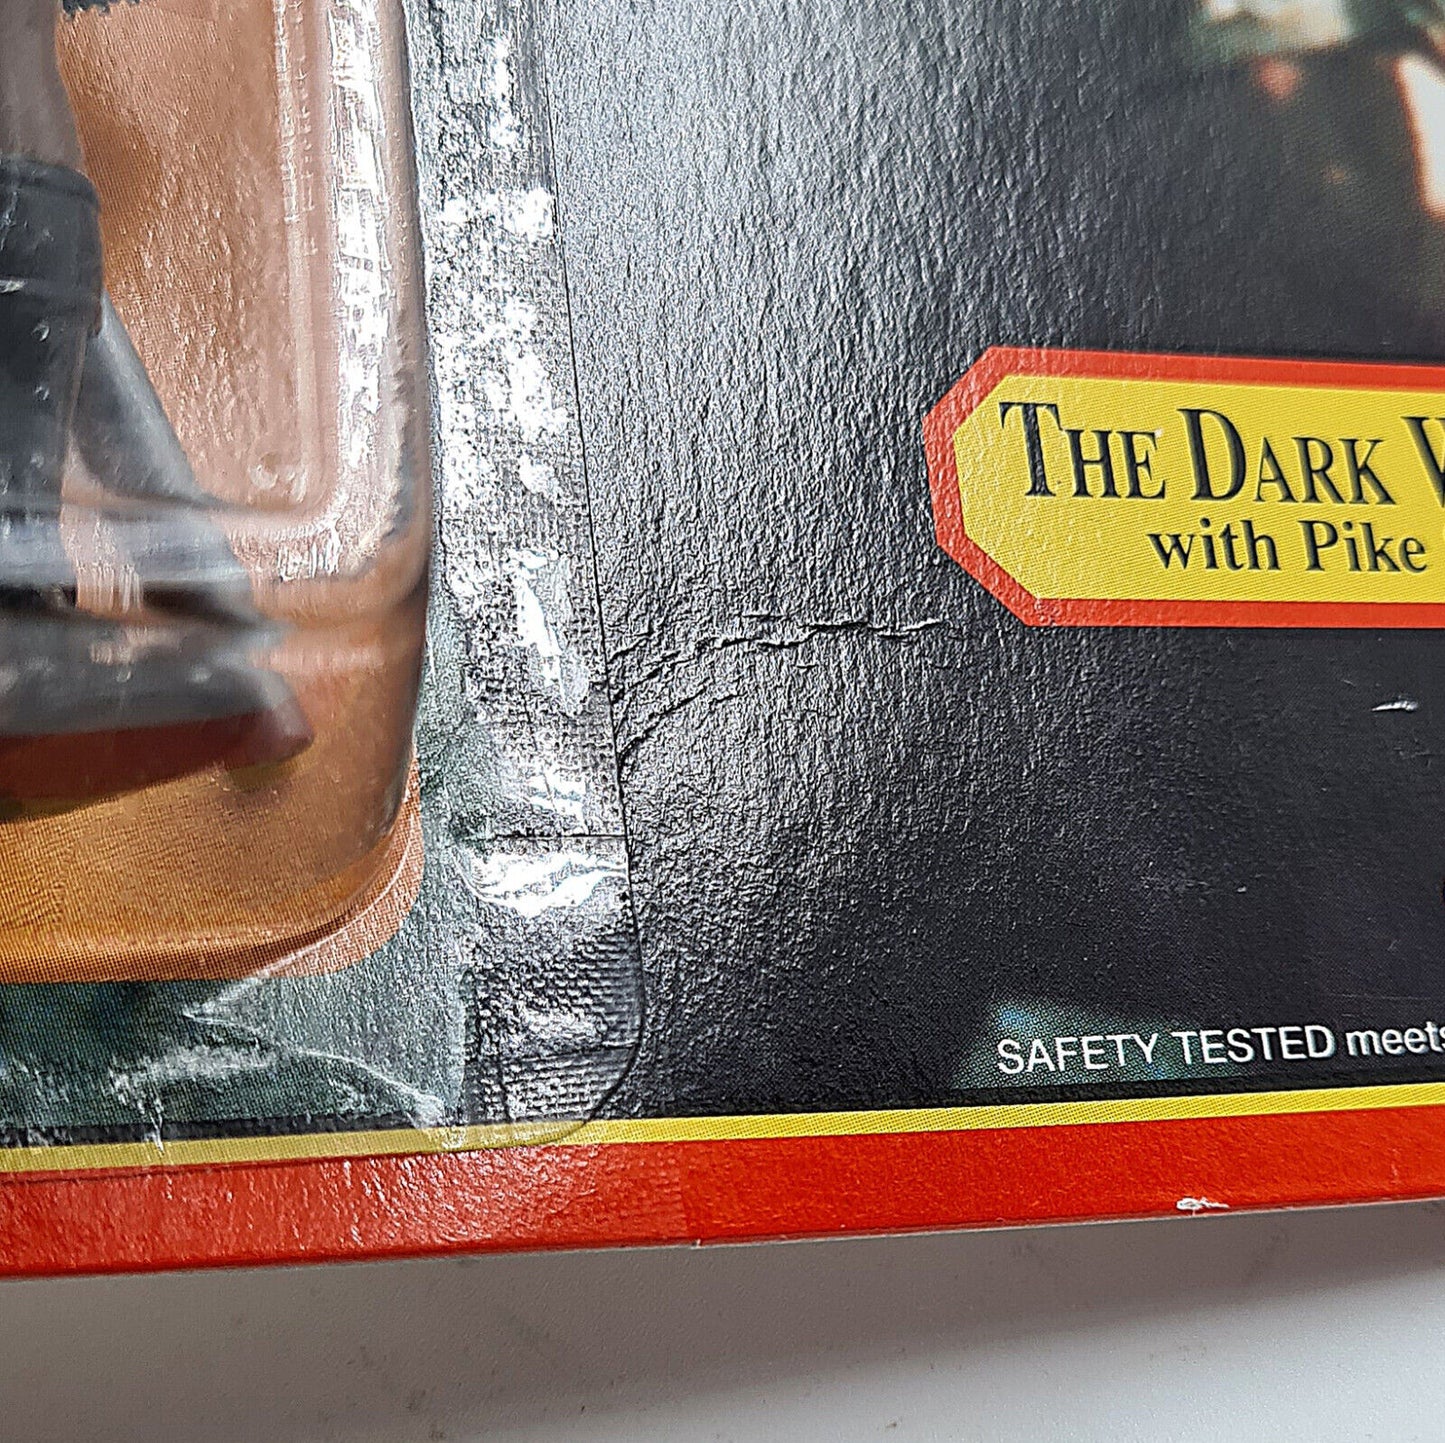 THE DARK
with Pike
SAFETY TESTED meets